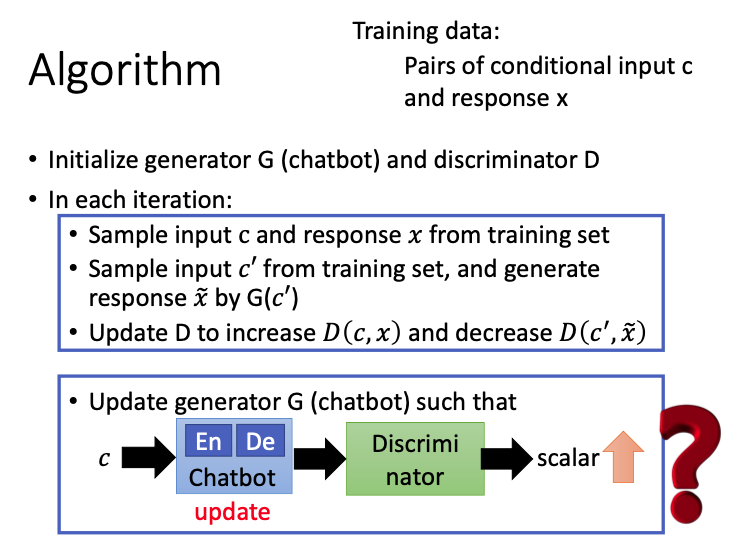 Training data:
Pairs of conditional input c
and response x
Algorithm
• Initialize generator G (chatbot) and discriminator D
• In each iteration:
• Sample input c and response x from training set
• Sample input c′ from training set, and generate
response x̃ by G(c′)
• Update D to increase D(c, x) and decrease D(c′, x̃)
• Update generator G (chatbot) such that
En De
c
Chatbot
Discrimi
nator
scalar
update
?